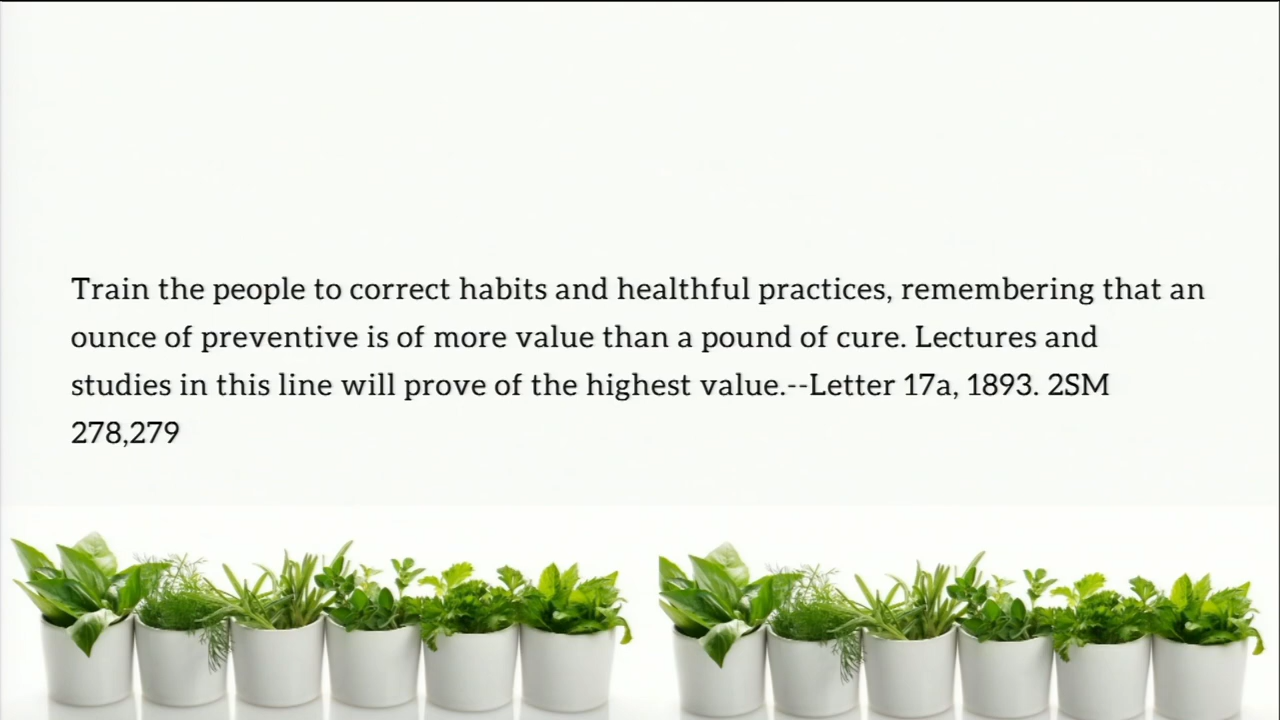 Train the people to correct habits and healthful practices, remembering that an
ounce of preventive is of more value than a pound of cure. Lectures and
studies in this line will prove of the highest value.--Letter 17a, 1893. 2SM
278,279